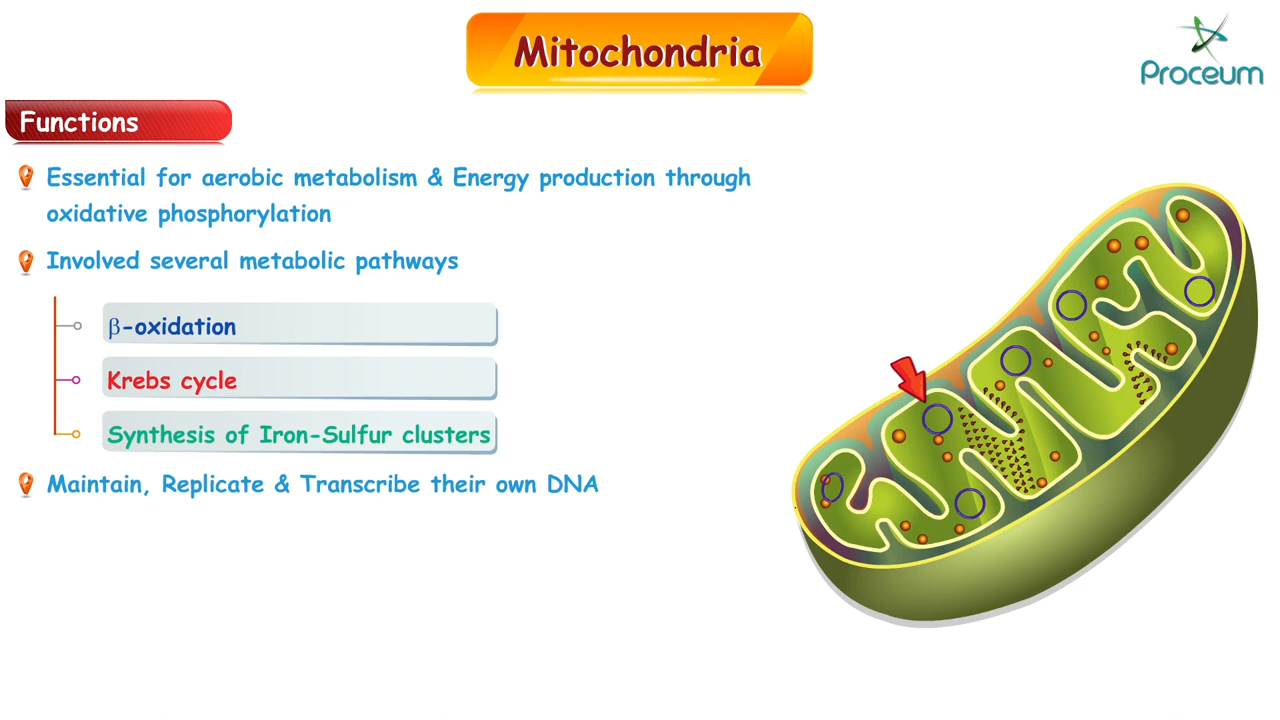 Mitochondria
Proceum
Functions
Essential for aerobic metabolism & Energy production through
oxidative phosphorylation
Involved several metabolic pathways
β-oxidation
Krebs cycle
Synthesis of Iron-Sulfur clusters
Maintain, Replicate & Transcribe their own DNA